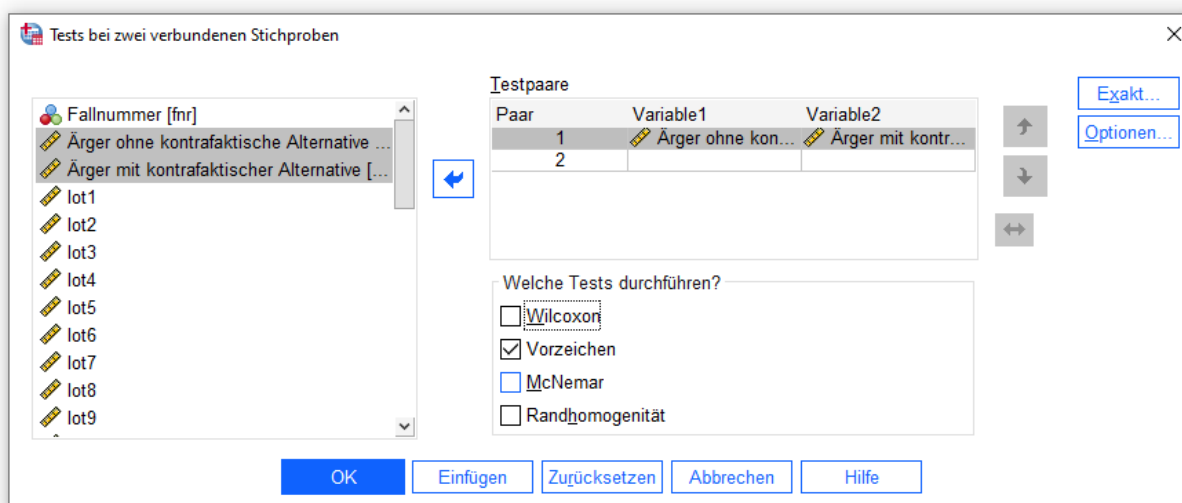 Tests bei zwei verbundenen Stichproben
Fallnummer [fnr]
Ärger ohne kontrafaktische Alternative ...
Ärger mit kontrafaktischer Alternative [...
lot1
lot2
lot3
lot4
lot5
lot6
lot7
lot8
lot9
Testpaare
Paar Variable1 Variable2
1 Ärger ohne kon... Ärger mit kontr...
2
Exakt...
Optionen...
Welche Tests durchführen?
Wilcoxon
Vorzeichen
McNemar
Randhomogenität
OK Einfügen Zurücksetzen Abbrechen Hilfe